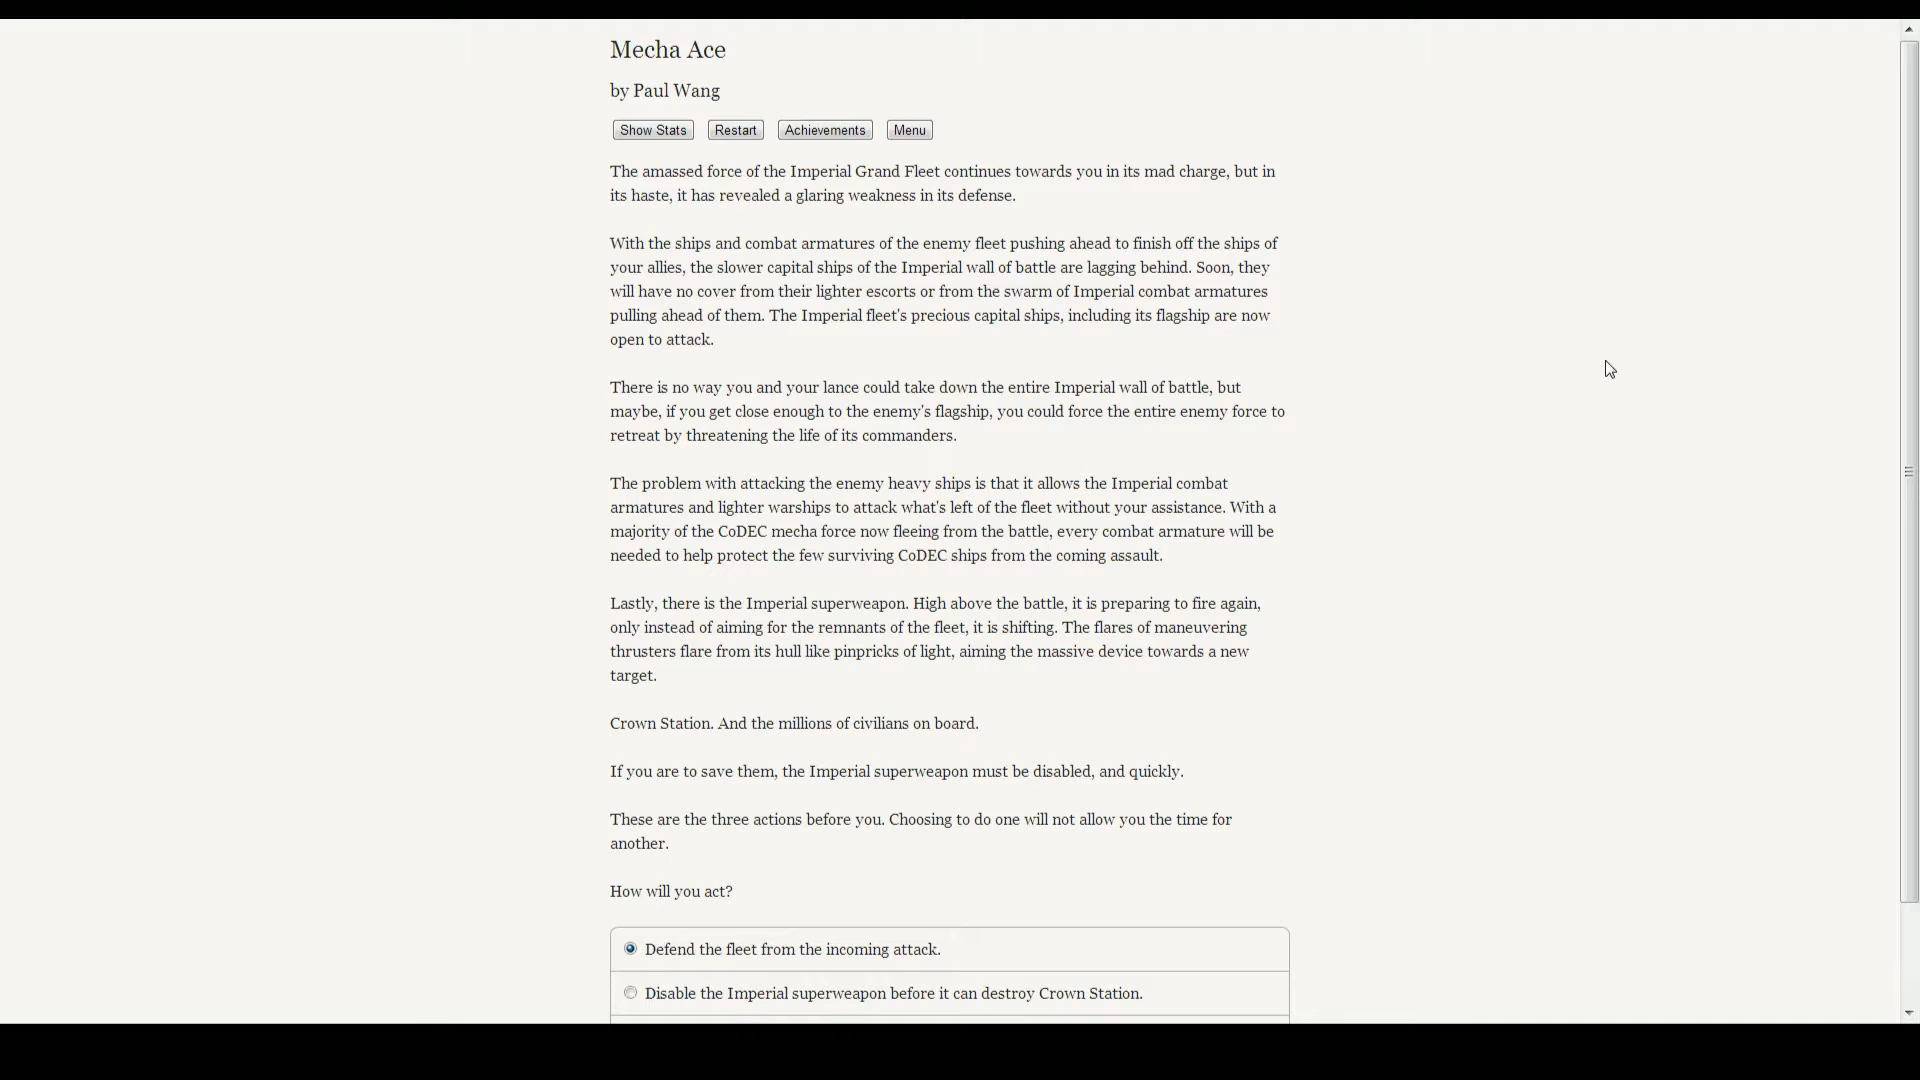 Mecha Ace
by Paul Wang
Show Stats Restart Achievements Menu
The amassed force of the Imperial Grand Fleet continues towards you in its mad charge, but in
its haste, it has revealed a glaring weakness in its defense.
With the ships and combat armatures of the enemy fleet pushing ahead to finish off the ships of
your allies, the slower capital ships of the Imperial wall of battle are lagging behind. Soon, they
will have no cover from their lighter escorts or from the swarm of Imperial combat armatures
pulling ahead of them. The Imperial fleet's precious capital ships, including its flagship are now
open to attack.
There is no way you and your lance could take down the entire Imperial wall of battle, but
maybe, if you get close enough to the enemy's flagship, you could force the entire enemy force to
retreat by threatening the life of its commanders.
The problem with attacking the enemy heavy ships is that it allows the Imperial combat
armatures and lighter warships to attack what's left of the fleet without your assistance. With a
majority of the CoDEC mecha force now fleeing from the battle, every combat armature will be
needed to help protect the few surviving CoDEC ships from the coming assault.
Lastly, there is the Imperial superweapon. High above the battle, it is preparing to fire again,
only instead of aiming for the remnants of the fleet, it is shifting. The flares of maneuvering
thrusters flare from its hull like pinpricks of light, aiming the massive device towards a new
target.
Crown Station. And the millions of civilians on board.
If you are to save them, the Imperial superweapon must be disabled, and quickly.
These are the three actions before you. Choosing to do one will not allow you the time for
another.
How will you act?
Defend the fleet from the incoming attack.
Disable the Imperial superweapon before it can destroy Crown Station.